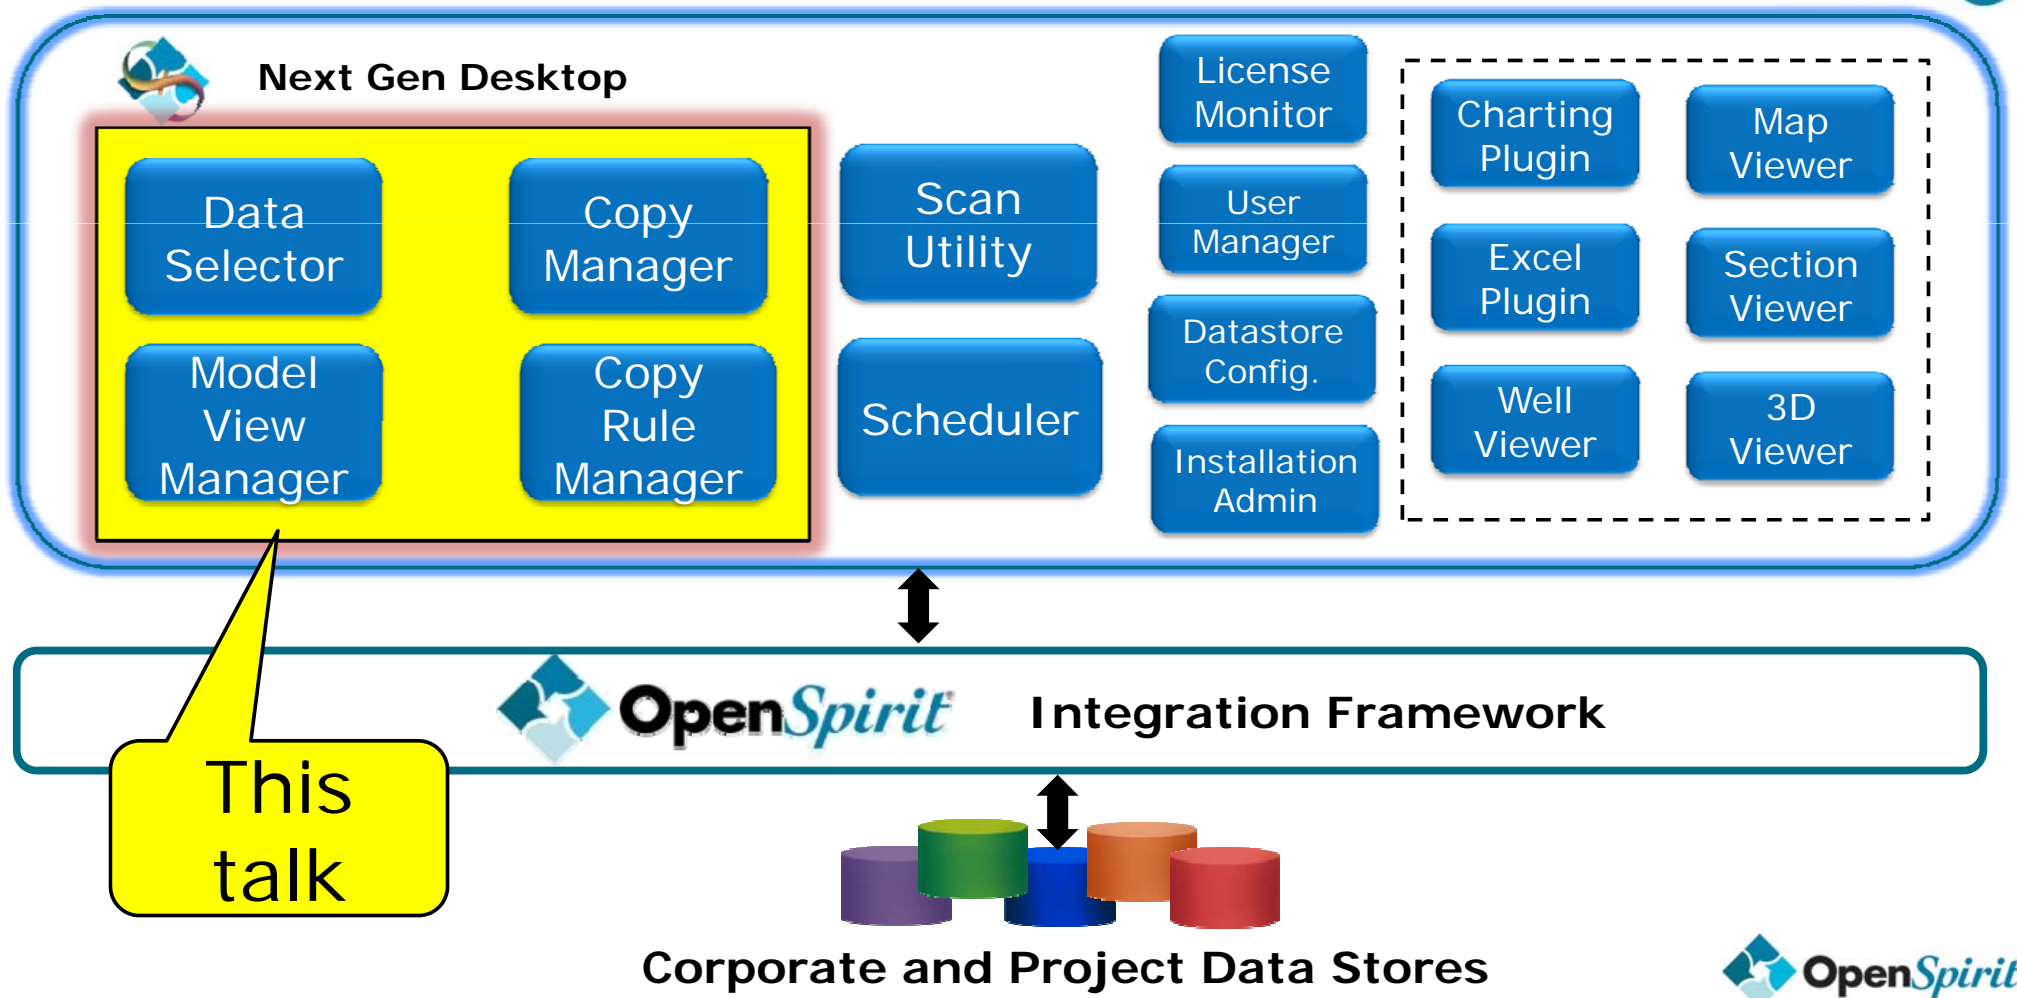 Next Gen Desktop
Data
Selector
Copy
Manager
Model
View
Manager
Copy
Rule
Manager
Scan
Utility
Scheduler
License
Monitor
User
Manager
Datastore
Config.
Installation
Admin
Charting
Plugin
Map
Viewer
Excel
Plugin
Section
Viewer
Well
Viewer
3D
Viewer
OpenSpirit® Integration Framework
This
talk
Corporate and Project Data Stores
OpenSpirit